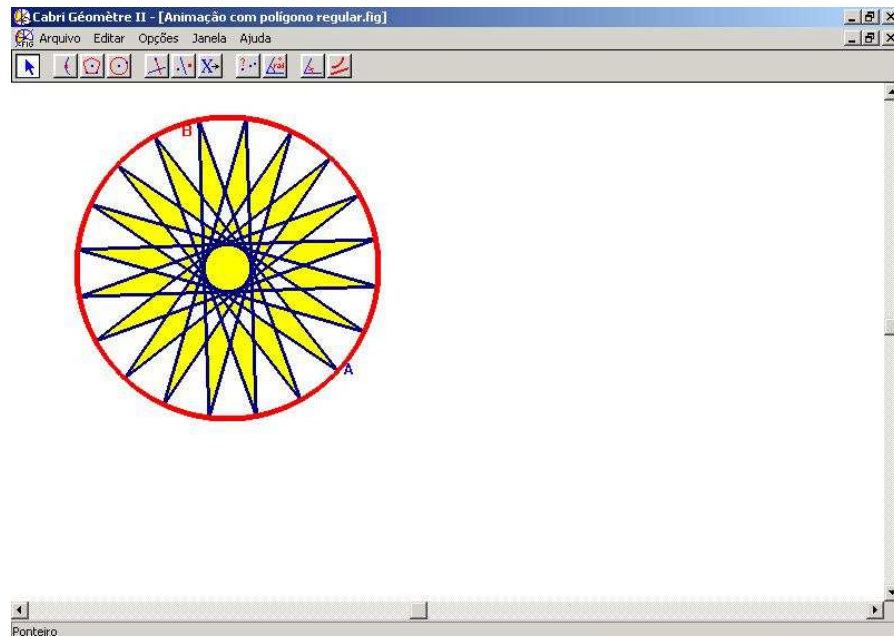 Cabri Géomètre II - [Animação com polígono regular.fig]
Arquivo Editar Opções Janela Ajuda
B
A
Ponteiro